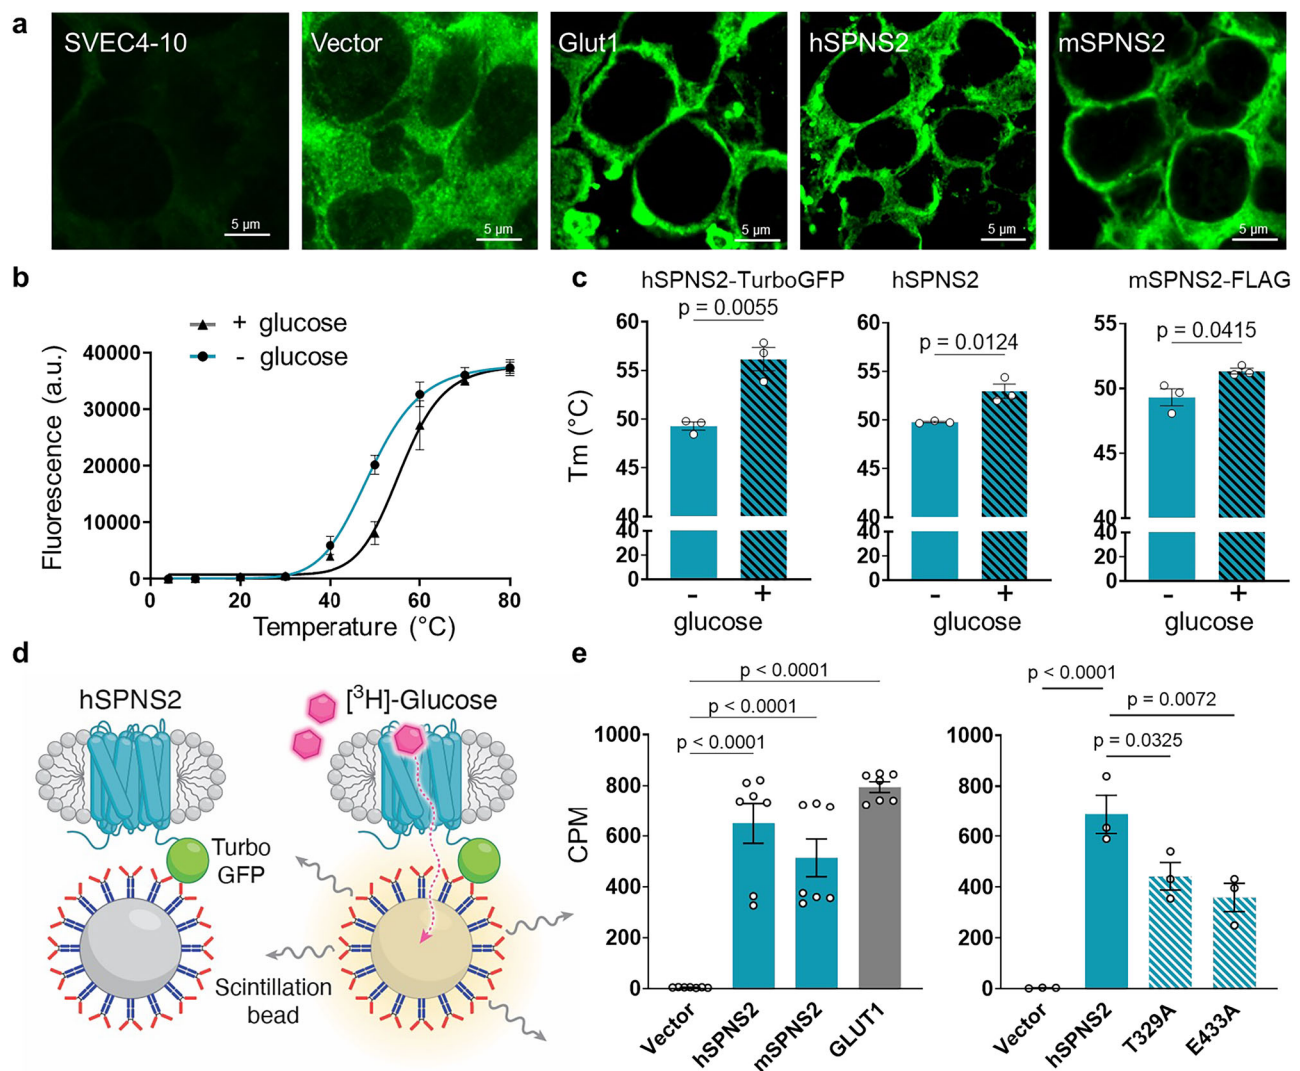 a
SVEC4-10
Vector
Glut1
hSPNS2
mSPNS2
5 µm
5 µm
5 µm
5 µm
5 µm
b
+ glucose
- glucose
Fluorescence (a.u.)
40000
30000
20000
10000
0
0
20
40
60
80
Temperature (°C)
c
hSPNS2-TurboGFP
p = 0.0055
Tm (°C)
60
55
50
45
40
40
20
0
- +
glucose
hSPNS2
p = 0.0124
60
55
50
45
40
40
20
0
- +
glucose
mSPNS2-FLAG
p = 0.0415
55
50
45
40
40
20
0
- +
glucose
d
hSPNS2
[³H]-Glucose
Turbo
GFP
Scintillation
bead
e
p < 0.0001
p < 0.0001
p < 0.0001
CPM
1000
800
600
400
200
0
Vector
hSPNS2
mSPNS2
GLUT1
p < 0.0001
p = 0.0072
p = 0.0325
1000
800
600
400
200
0
Vector
hSPNS2
T329A
E433A